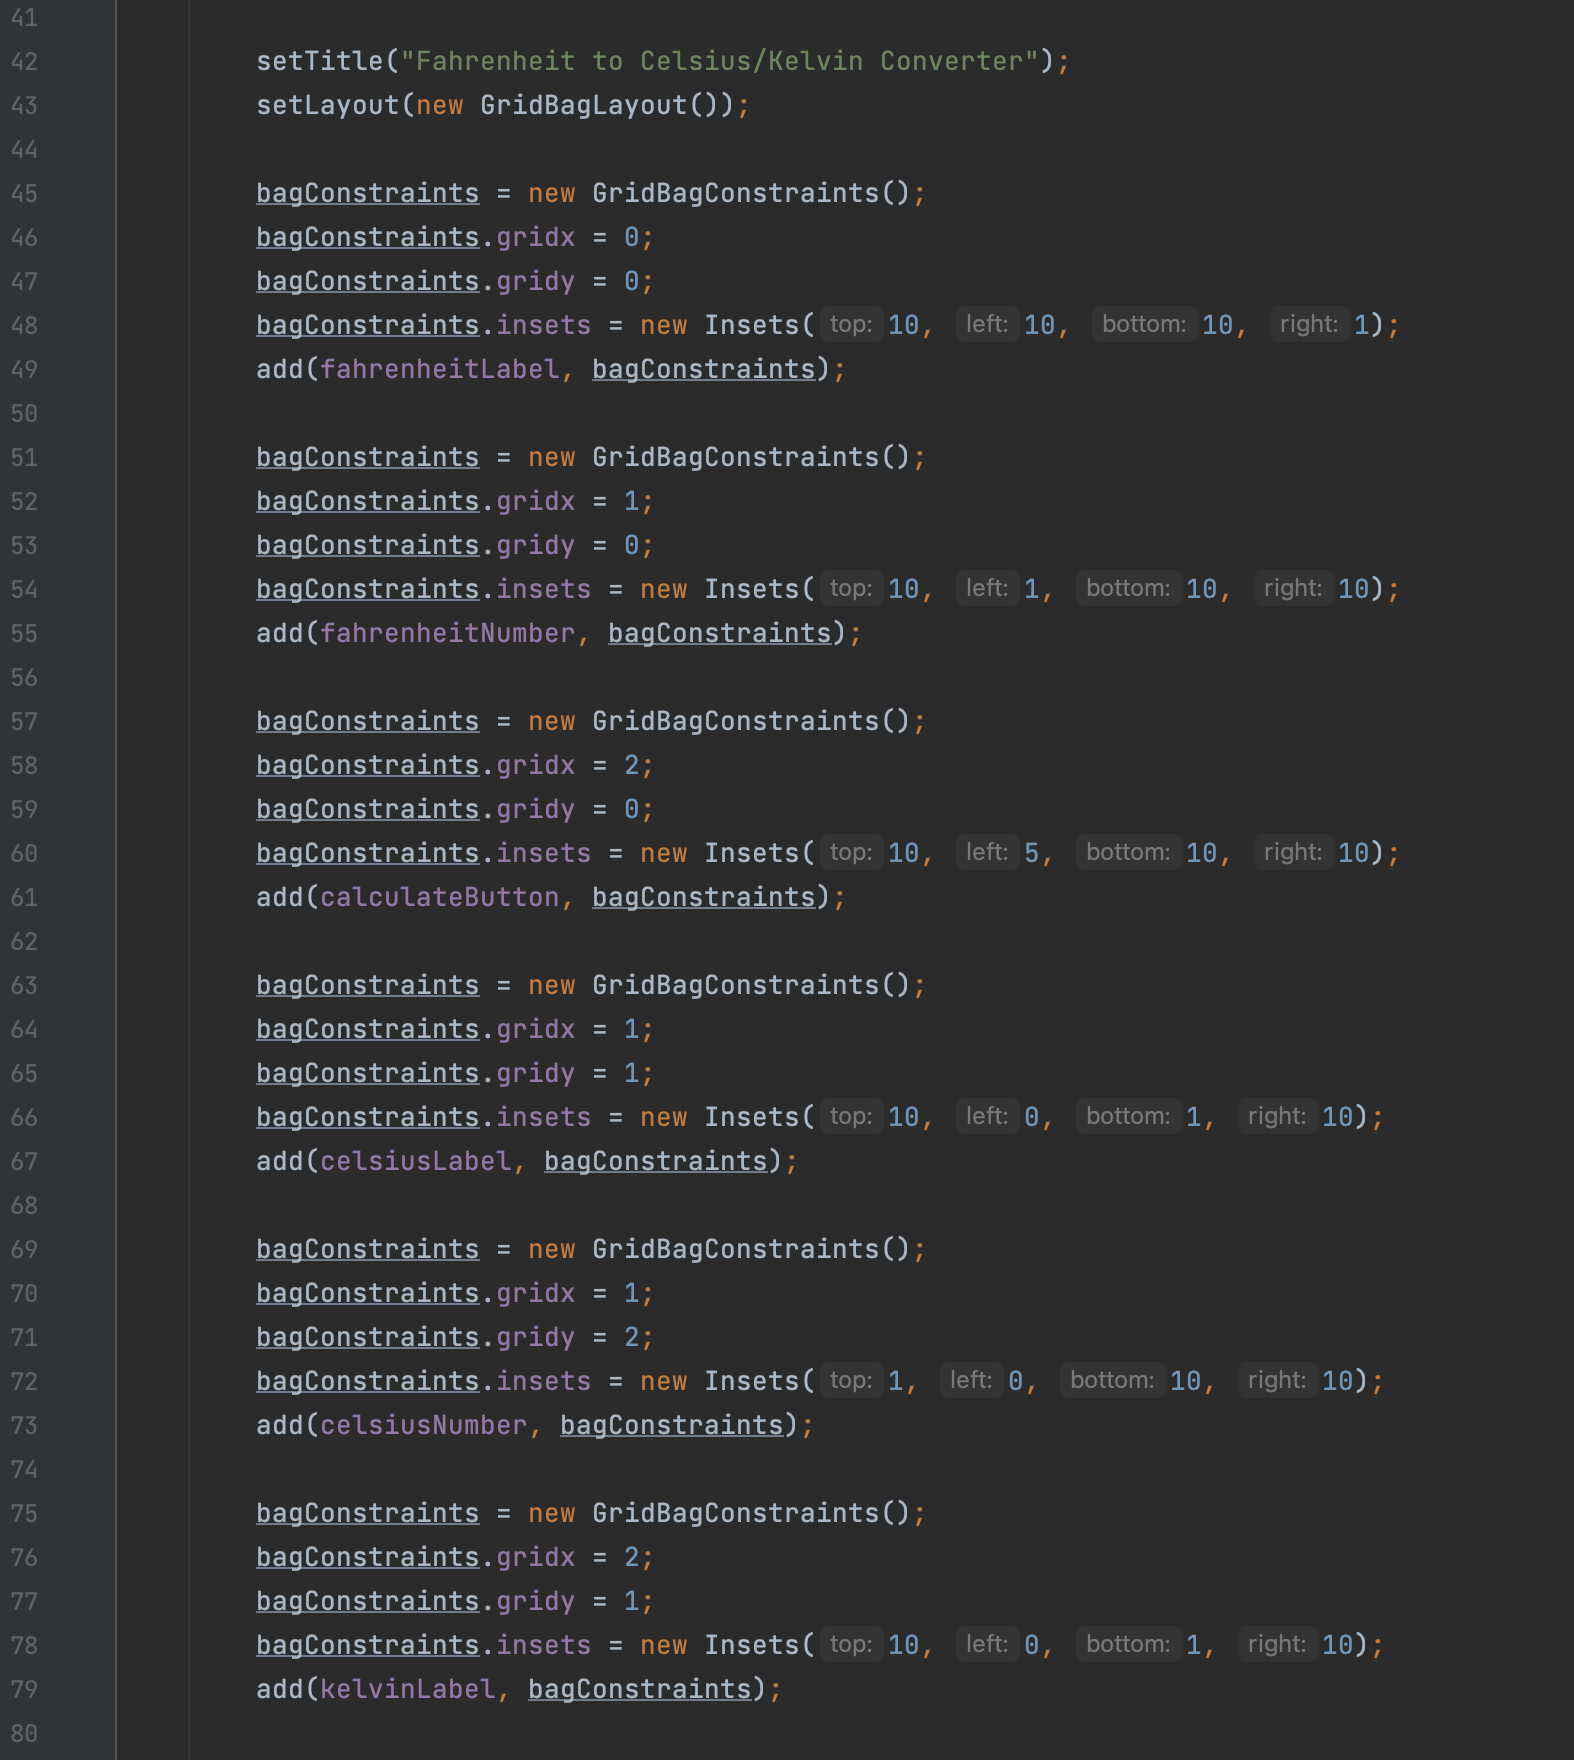 41
42 setTitle("Fahrenheit to Celsius/Kelvin Converter");
43 setLayout(new GridBagLayout());
44
45 bagConstraints = new GridBagConstraints();
46 bagConstraints.gridx = 0;
47 bagConstraints.gridy = 0;
48 bagConstraints.insets = new Insets( top: 10, left: 10, bottom: 10, right: 1);
49 add(fahrenheitLabel, bagConstraints);
50
51 bagConstraints = new GridBagConstraints();
52 bagConstraints.gridx = 1;
53 bagConstraints.gridy = 0;
54 bagConstraints.insets = new Insets( top: 10, left: 1, bottom: 10, right: 10);
55 add(fahrenheitNumber, bagConstraints);
56
57 bagConstraints = new GridBagConstraints();
58 bagConstraints.gridx = 2;
59 bagConstraints.gridy = 0;
60 bagConstraints.insets = new Insets( top: 10, left: 5, bottom: 10, right: 10);
61 add(calculateButton, bagConstraints);
62
63 bagConstraints = new GridBagConstraints();
64 bagConstraints.gridx = 1;
65 bagConstraints.gridy = 1;
66 bagConstraints.insets = new Insets( top: 10, left: 0, bottom: 1, right: 10);
67 add(celsiusLabel, bagConstraints);
68
69 bagConstraints = new GridBagConstraints();
70 bagConstraints.gridx = 1;
71 bagConstraints.gridy = 2;
72 bagConstraints.insets = new Insets( top: 1, left: 0, bottom: 10, right: 10);
73 add(celsiusNumber, bagConstraints);
74
75 bagConstraints = new GridBagConstraints();
76 bagConstraints.gridx = 2;
77 bagConstraints.gridy = 1;
78 bagConstraints.insets = new Insets( top: 10, left: 0, bottom: 1, right: 10);
79 add(kelvinLabel, bagConstraints);
80